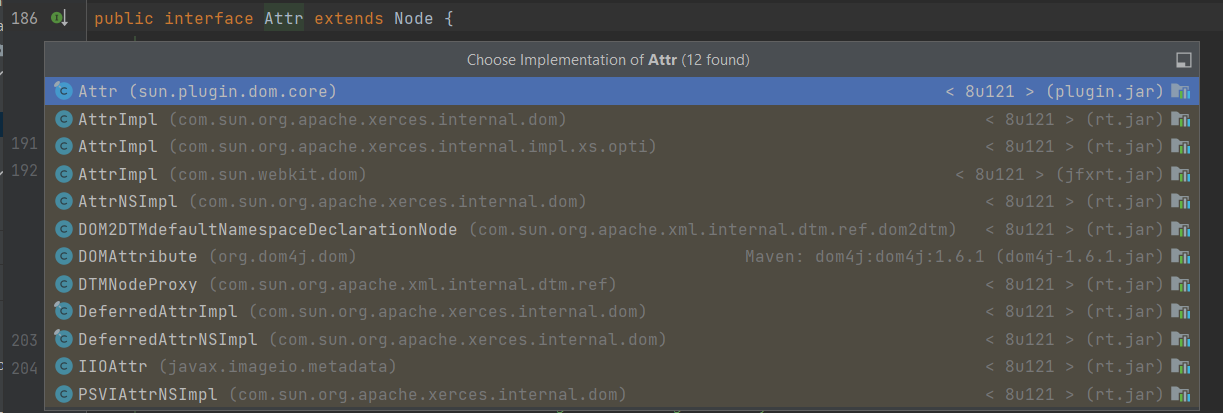 186 public interface Attr extends Node {
Choose Implementation of Attr (12 found)
Attr (sun.plugin.dom.core) < 8u121 > (plugin.jar)
AttrImpl (com.sun.org.apache.xerces.internal.dom) < 8u121 > (rt.jar)
191 AttrImpl (com.sun.org.apache.xerces.internal.impl.xs.opti) < 8u121 > (rt.jar)
192 AttrImpl (com.sun.webkit.dom) < 8u121 > (jfxrt.jar)
AttrNSImpl (com.sun.org.apache.xerces.internal.dom) < 8u121 > (rt.jar)
DOM2DTMdefaultNamespaceDeclarationNode (com.sun.org.apache.xml.internal.dtm.ref.dom2dtm) < 8u121 > (rt.jar)
DOMAttribute (org.dom4j.dom) Maven: dom4j:dom4j:1.6.1 (dom4j-1.6.1.jar)
DTMNodeProxy (com.sun.org.apache.xml.internal.dtm.ref) < 8u121 > (rt.jar)
DeferredAttrImpl (com.sun.org.apache.xerces.internal.dom) < 8u121 > (rt.jar)
203 DeferredAttrNSImpl (com.sun.org.apache.xerces.internal.dom) < 8u121 > (rt.jar)
204 IIOAttr (javax.imageio.metadata) < 8u121 > (rt.jar)
PSVIAttrNSImpl (com.sun.org.apache.xerces.internal.dom) < 8u121 > (rt.jar)